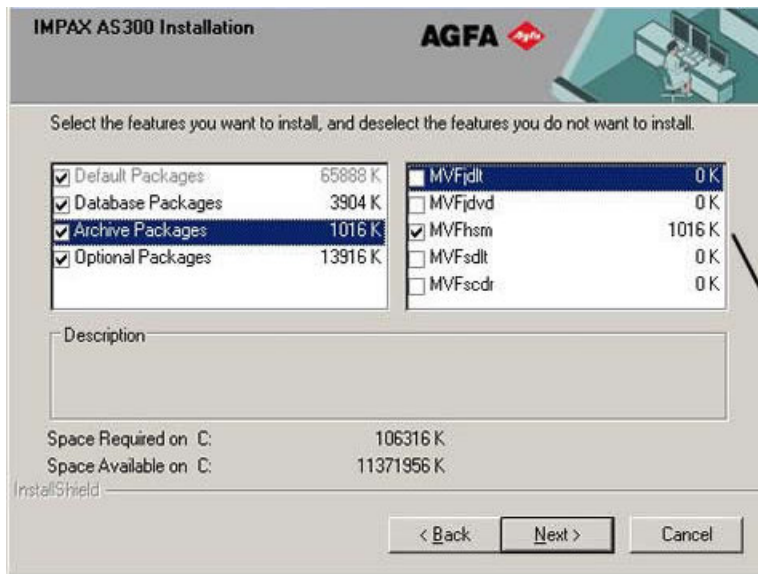 IMPAX AS300 Installation
AGFA Agfa
Select the features you want to install, and deselect the features you do not want to install.
Default Packages 65888 K
Database Packages 3904 K
Archive Packages 1016 K
Optional Packages 13916 K
MVFjdlt 0 K
MVFjdvd 0 K
MVFhsm 1016 K
MVFsdlt 0 K
MVFscdr 0 K
Description
Space Required on C: 106316 K
Space Available on C: 11371956 K
InstallShield
< Back Next > Cancel